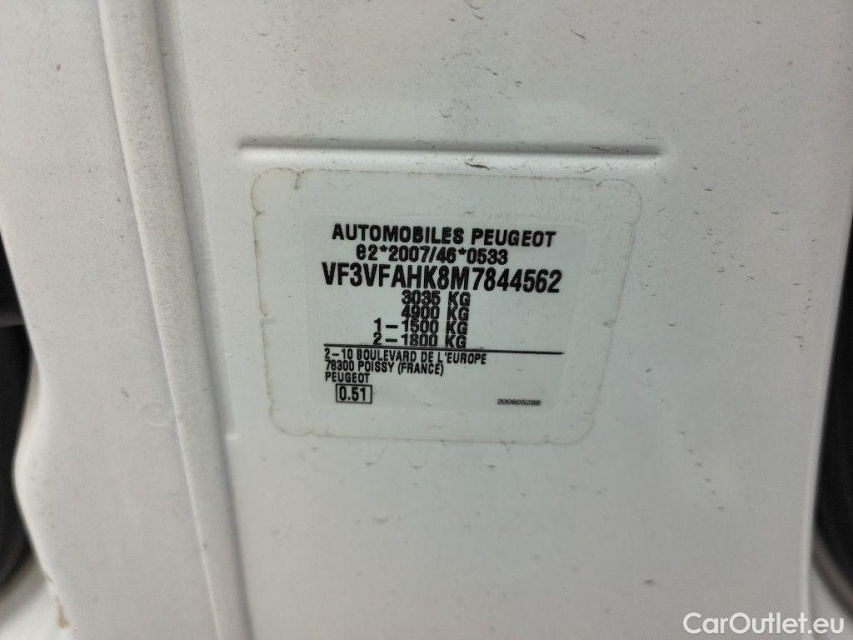 AUTOMOBILES PEUGEOT
e2*2007/46*0533
VF3VFAHK8M7844562
3035 KG
4900 KG
1-1500 KG
2-1800 KG
2-10 BOULEVARD DE L'EUROPE
78300 POISSY (FRANCE)
PEUGEOT
0.51
200605288
CarOutlet.eu